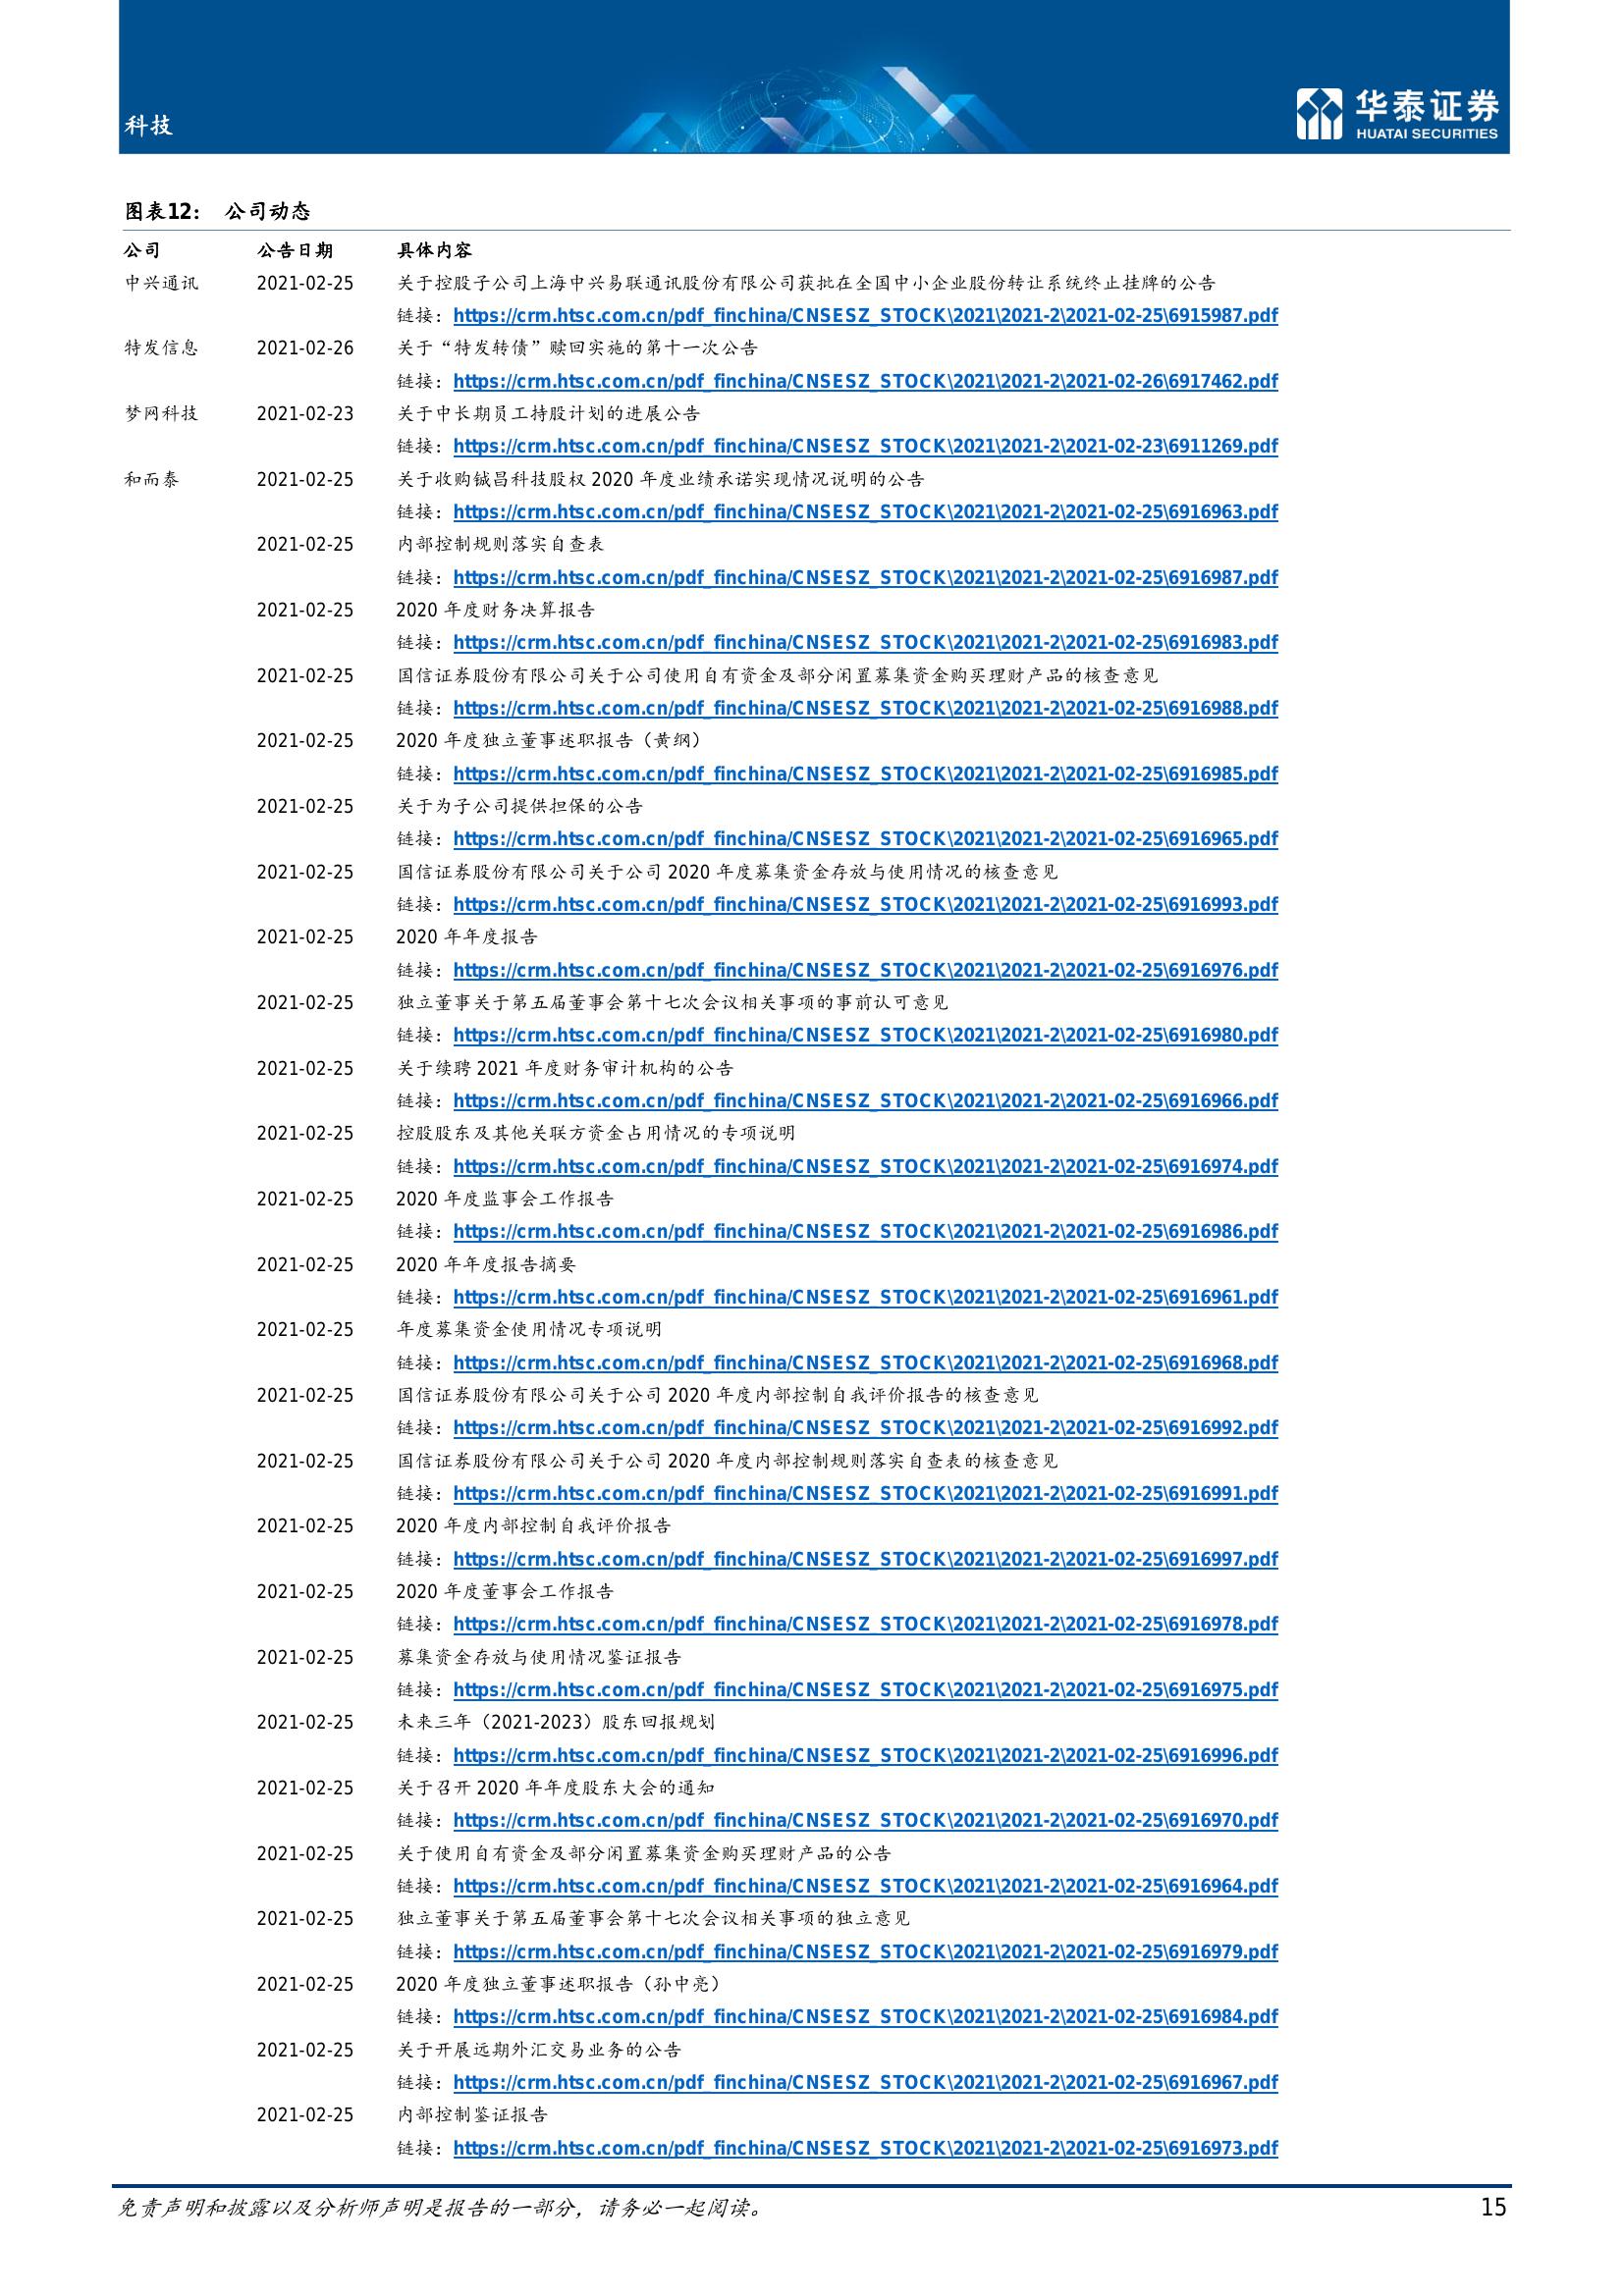 科技
华泰证券
HUATAI SECURITIES
图表12： 公司动态
公司 公告日期 具体内容
中兴通讯 2021-02-25 关于控股子公司上海中兴易联通讯股份有限公司获批在全国中小企业股份转让系统终止挂牌的公告
链接：https://crm.htsc.com.cn/pdf_finchina/CNSESZ_STOCK\2021\2021-2\2021-02-25\6915987.pdf
特发信息 2021-02-26 关于“特发转债”赎回实施的第十一次公告
链接：https://crm.htsc.com.cn/pdf_finchina/CNSESZ_STOCK\2021\2021-2\2021-02-26\6917462.pdf
梦网科技 2021-02-23 关于中长期员工持股计划的进展公告
链接：https://crm.htsc.com.cn/pdf_finchina/CNSESZ_STOCK\2021\2021-2\2021-02-23\6911269.pdf
和而泰 2021-02-25 关于收购铖昌科技股权 2020 年度业绩承诺实现情况说明的公告
链接：https://crm.htsc.com.cn/pdf_finchina/CNSESZ_STOCK\2021\2021-2\2021-02-25\6916963.pdf
2021-02-25 内部控制规则落实自查表
链接：https://crm.htsc.com.cn/pdf_finchina/CNSESZ_STOCK\2021\2021-2\2021-02-25\6916987.pdf
2021-02-25 2020 年度财务决算报告
链接：https://crm.htsc.com.cn/pdf_finchina/CNSESZ_STOCK\2021\2021-2\2021-02-25\6916983.pdf
2021-02-25 国信证券股份有限公司关于公司使用自有资金及部分闲置募集资金购买理财产品的核查意见
链接：https://crm.htsc.com.cn/pdf_finchina/CNSESZ_STOCK\2021\2021-2\2021-02-25\6916988.pdf
2021-02-25 2020 年度独立董事述职报告（黄纲）
链接：https://crm.htsc.com.cn/pdf_finchina/CNSESZ_STOCK\2021\2021-2\2021-02-25\6916985.pdf
2021-02-25 关于为子公司提供担保的公告
链接：https://crm.htsc.com.cn/pdf_finchina/CNSESZ_STOCK\2021\2021-2\2021-02-25\6916965.pdf
2021-02-25 国信证券股份有限公司关于公司 2020 年度募集资金存放与使用情况的核查意见
链接：https://crm.htsc.com.cn/pdf_finchina/CNSESZ_STOCK\2021\2021-2\2021-02-25\6916993.pdf
2021-02-25 2020 年年度报告
链接：https://crm.htsc.com.cn/pdf_finchina/CNSESZ_STOCK\2021\2021-2\2021-02-25\6916976.pdf
2021-02-25 独立董事关于第五届董事会第十七次会议相关事项的事前认可意见
链接：https://crm.htsc.com.cn/pdf_finchina/CNSESZ_STOCK\2021\2021-2\2021-02-25\6916980.pdf
2021-02-25 关于续聘 2021 年度财务审计机构的公告
链接：https://crm.htsc.com.cn/pdf_finchina/CNSESZ_STOCK\2021\2021-2\2021-02-25\6916966.pdf
2021-02-25 控股股东及其他关联方资金占用情况的专项说明
链接：https://crm.htsc.com.cn/pdf_finchina/CNSESZ_STOCK\2021\2021-2\2021-02-25\6916974.pdf
2021-02-25 2020 年度监事会工作报告
链接：https://crm.htsc.com.cn/pdf_finchina/CNSESZ_STOCK\2021\2021-2\2021-02-25\6916986.pdf
2021-02-25 2020 年年度报告摘要
链接：https://crm.htsc.com.cn/pdf_finchina/CNSESZ_STOCK\2021\2021-2\2021-02-25\6916961.pdf
2021-02-25 年度募集资金使用情况专项说明
链接：https://crm.htsc.com.cn/pdf_finchina/CNSESZ_STOCK\2021\2021-2\2021-02-25\6916968.pdf
2021-02-25 国信证券股份有限公司关于公司 2020 年度内部控制自我评价报告的核查意见
链接：https://crm.htsc.com.cn/pdf_finchina/CNSESZ_STOCK\2021\2021-2\2021-02-25\6916992.pdf
2021-02-25 国信证券股份有限公司关于公司 2020 年度内部控制规则落实自查表的核查意见
链接：https://crm.htsc.com.cn/pdf_finchina/CNSESZ_STOCK\2021\2021-2\2021-02-25\6916991.pdf
2021-02-25 2020 年度内部控制自我评价报告
链接：https://crm.htsc.com.cn/pdf_finchina/CNSESZ_STOCK\2021\2021-2\2021-02-25\6916997.pdf
2021-02-25 2020 年度董事会工作报告
链接：https://crm.htsc.com.cn/pdf_finchina/CNSESZ_STOCK\2021\2021-2\2021-02-25\6916978.pdf
2021-02-25 募集资金存放与使用情况鉴证报告
链接：https://crm.htsc.com.cn/pdf_finchina/CNSESZ_STOCK\2021\2021-2\2021-02-25\6916975.pdf
2021-02-25 未来三年（2021-2023）股东回报规划
链接：https://crm.htsc.com.cn/pdf_finchina/CNSESZ_STOCK\2021\2021-2\2021-02-25\6916996.pdf
2021-02-25 关于召开 2020 年年度股东大会的通知
链接：https://crm.htsc.com.cn/pdf_finchina/CNSESZ_STOCK\2021\2021-2\2021-02-25\6916970.pdf
2021-02-25 关于使用自有资金及部分闲置募集资金购买理财产品的公告
链接：https://crm.htsc.com.cn/pdf_finchina/CNSESZ_STOCK\2021\2021-2\2021-02-25\6916964.pdf
2021-02-25 独立董事关于第五届董事会第十七次会议相关事项的独立意见
链接：https://crm.htsc.com.cn/pdf_finchina/CNSESZ_STOCK\2021\2021-2\2021-02-25\6916979.pdf
2021-02-25 2020 年度独立董事述职报告（孙中亮）
链接：https://crm.htsc.com.cn/pdf_finchina/CNSESZ_STOCK\2021\2021-2\2021-02-25\6916984.pdf
2021-02-25 关于开展远期外汇交易业务的公告
链接：https://crm.htsc.com.cn/pdf_finchina/CNSESZ_STOCK\2021\2021-2\2021-02-25\6916967.pdf
2021-02-25 内部控制鉴证报告
链接：https://crm.htsc.com.cn/pdf_finchina/CNSESZ_STOCK\2021\2021-2\2021-02-25\6916973.pdf
免责声明和披露以及分析师声明是报告的一部分，请务必一起阅读。 15